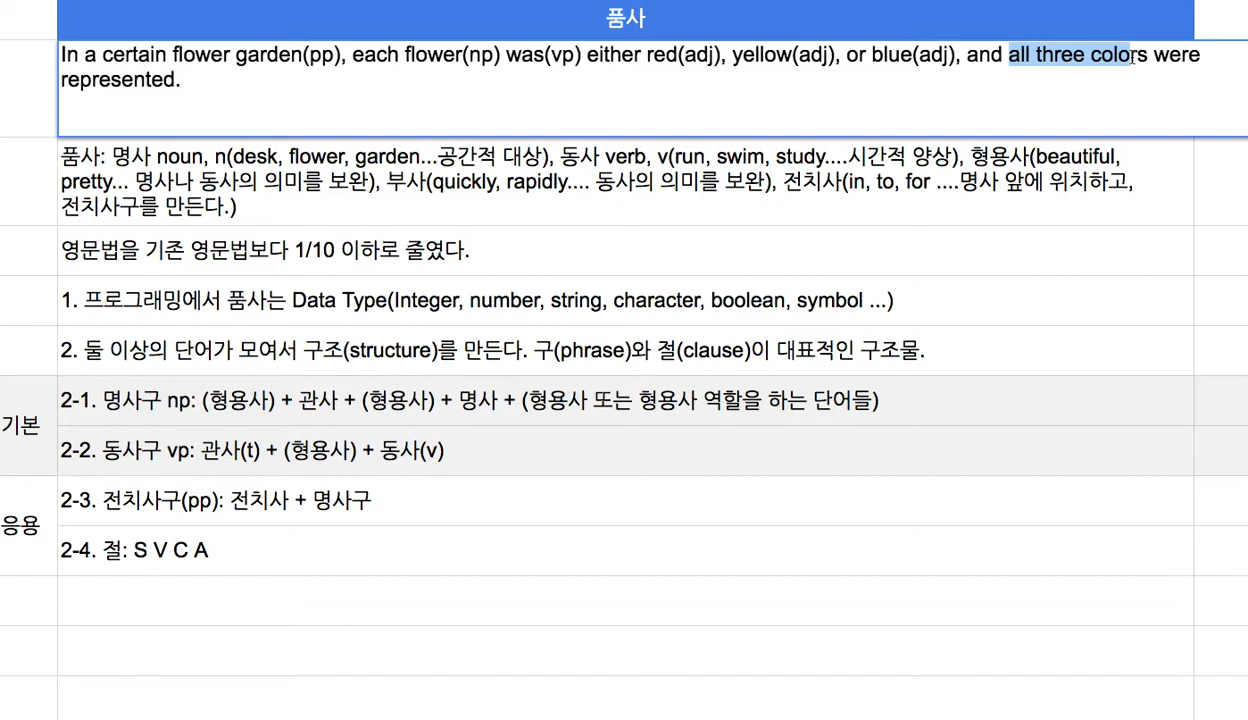 품사
In a certain flower garden(pp), each flower(np) was(vp) either red(adj), yellow(adj), or blue(adj), and all three colors were
represented.
품사: 명사 noun, n(desk, flower, garden...공간적 대상), 동사 verb, v(run, swim, study....시간적 양상), 형용사(beautiful,
pretty... 명사나 동사의 의미를 보완), 부사(quickly, rapidly.... 동사의 의미를 보완), 전치사(in, to, for ....명사 앞에 위치하고,
전치사구를 만든다.)
영문법을 기존 영문법보다 1/10 이하로 줄였다.
1. 프로그래밍에서 품사는 Data Type(Integer, number, string, character, boolean, symbol ...)
2. 둘 이상의 단어가 모여서 구조(structure)를 만든다. 구(phrase)와 절(clause)이 대표적인 구조물.
기본
2-1. 명사구 np: (형용사) + 관사 + (형용사) + 명사 + (형용사 또는 형용사 역할을 하는 단어들)
2-2. 동사구 vp: 관사(t) + (형용사) + 동사(v)
응용
2-3. 전치사구(pp): 전치사 + 명사구
2-4. 절: S V C A